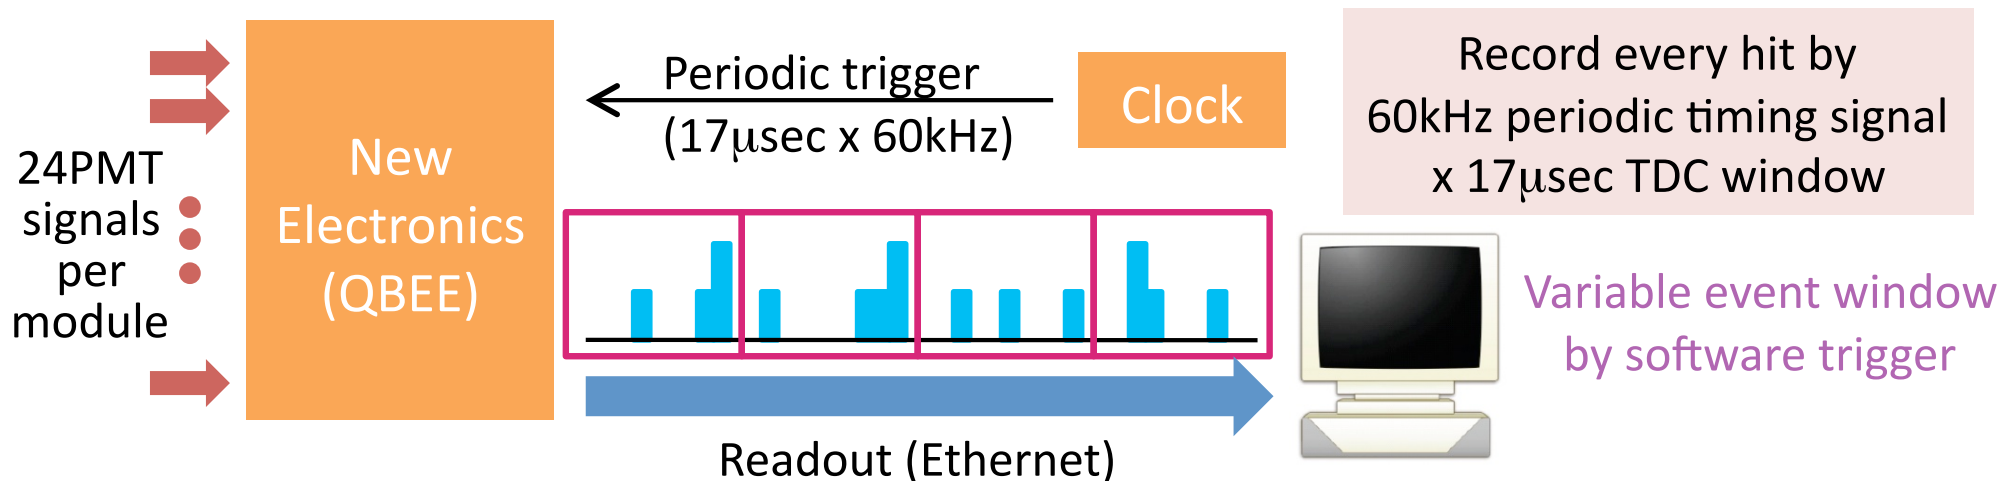 24PMT
signals
per
module
New
Electronics
(QBEE)
Periodic trigger
(17μsec x 60kHz)
Clock
Record every hit by
60kHz periodic timing signal
x 17μsec TDC window
Variable event window
by software trigger
Readout (Ethernet)